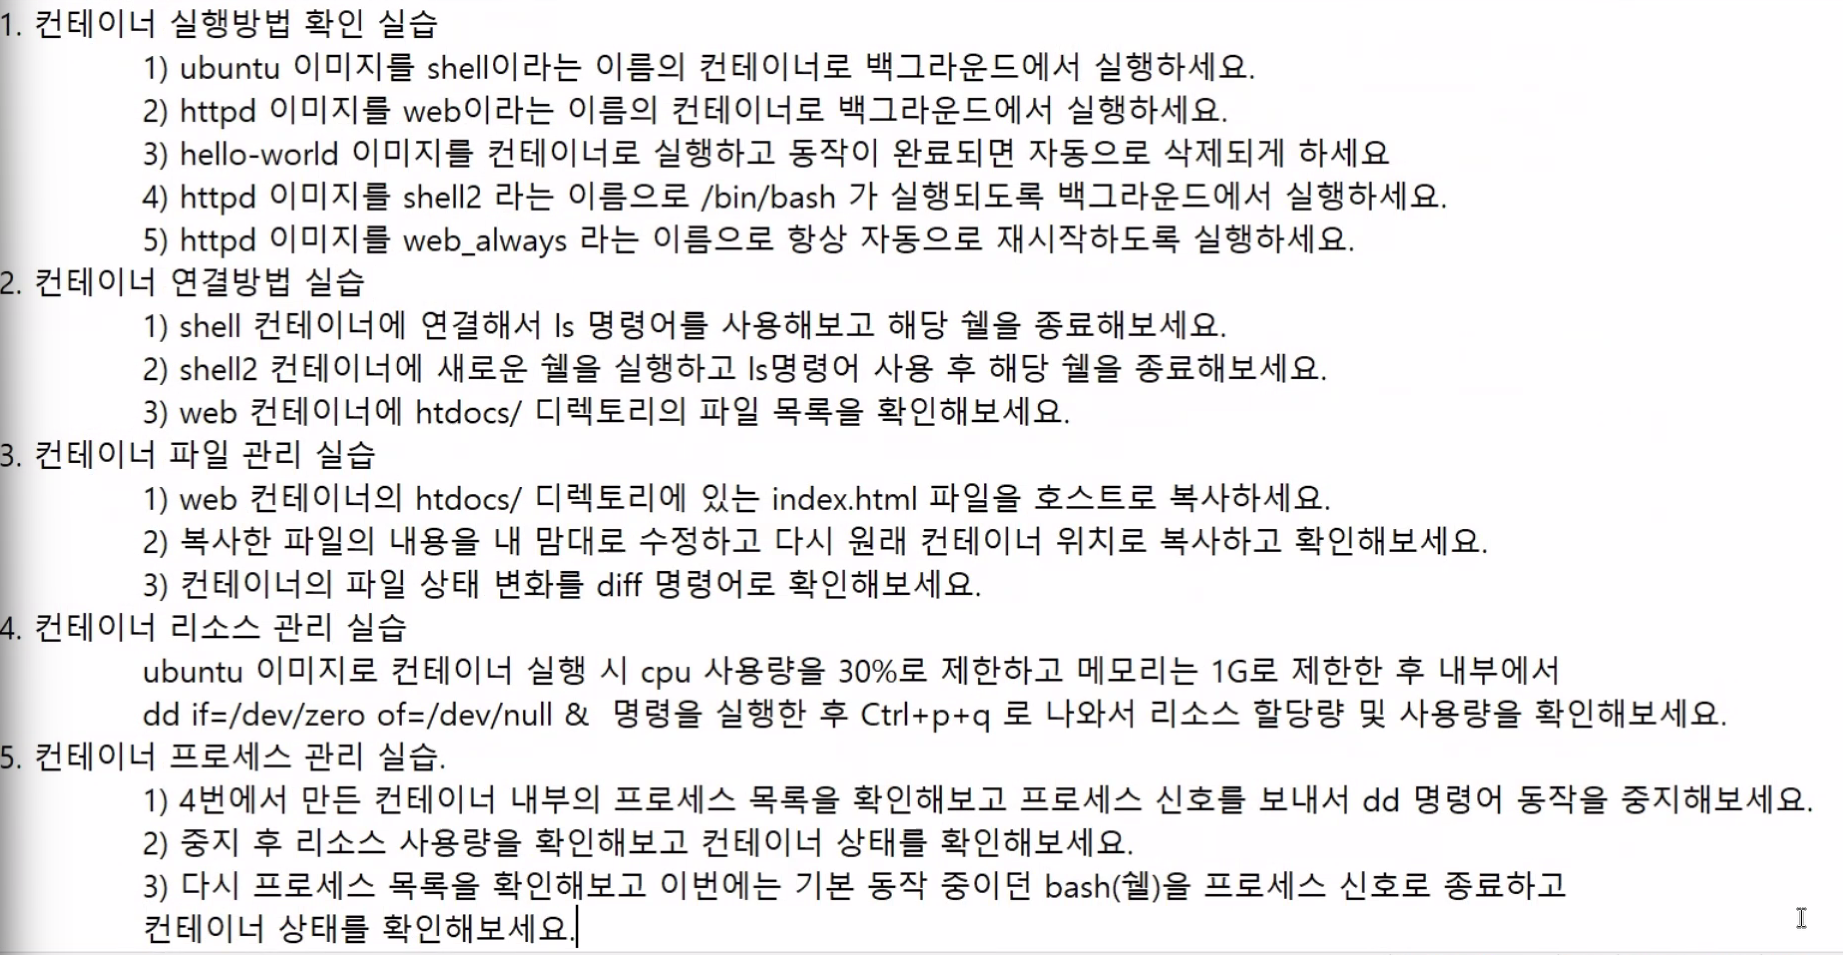 1. 컨테이너 실행방법 확인 실습
1) ubuntu 이미지를 shell이라는 이름의 컨테이너로 백그라운드에서 실행하세요.
2) httpd 이미지를 web이라는 이름의 컨테이너로 백그라운드에서 실행하세요.
3) hello-world 이미지를 컨테이너로 실행하고 동작이 완료되면 자동으로 삭제되게 하세요
4) httpd 이미지를 shell2 라는 이름으로 /bin/bash 가 실행되도록 백그라운드에서 실행하세요.
5) httpd 이미지를 web_always 라는 이름으로 항상 자동으로 재시작하도록 실행하세요.
2. 컨테이너 연결방법 실습
1) shell 컨테이너에 연결해서 ls 명령어를 사용해보고 해당 쉘을 종료해보세요.
2) shell2 컨테이너에 새로운 쉘을 실행하고 ls명령어 사용 후 해당 쉘을 종료해보세요.
3) web 컨테이너에 htdocs/ 디렉토리의 파일 목록을 확인해보세요.
3. 컨테이너 파일 관리 실습
1) web 컨테이너의 htdocs/ 디렉토리에 있는 index.html 파일을 호스트로 복사하세요.
2) 복사한 파일의 내용을 내 맘대로 수정하고 다시 원래 컨테이너 위치로 복사하고 확인해보세요.
3) 컨테이너의 파일 상태 변화를 diff 명령어로 확인해보세요.
4. 컨테이너 리소스 관리 실습
ubuntu 이미지로 컨테이너 실행 시 cpu 사용량을 30%로 제한하고 메모리는 1G로 제한한 후 내부에서
dd if=/dev/zero of=/dev/null &  명령을 실행한 후 Ctrl+p+q 로 나와서 리소스 할당량 및 사용량을 확인해보세요.
5. 컨테이너 프로세스 관리 실습.
1) 4번에서 만든 컨테이너 내부의 프로세스 목록을 확인해보고 프로세스 신호를 보내서 dd 명령어 동작을 중지해보세요.
2) 중지 후 리소스 사용량을 확인해보고 컨테이너 상태를 확인해보세요.
3) 다시 프로세스 목록을 확인해보고 이번에는 기본 동작 중이던 bash(쉘)을 프로세스 신호로 종료하고
컨테이너 상태를 확인해보세요.